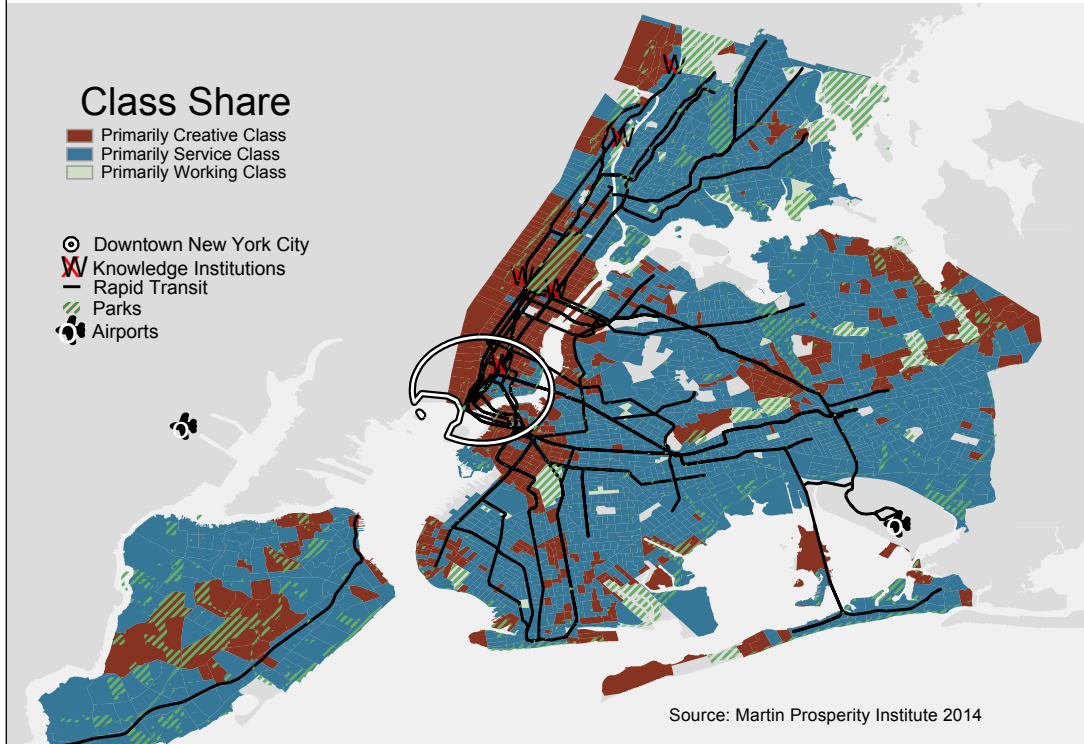 Class Share
Primarily Creative Class
Primarily Service Class
Primarily Working Class
Downtown New York City
Knowledge Institutions
Rapid Transit
Parks
Airports
Source: Martin Prosperity Institute 2014